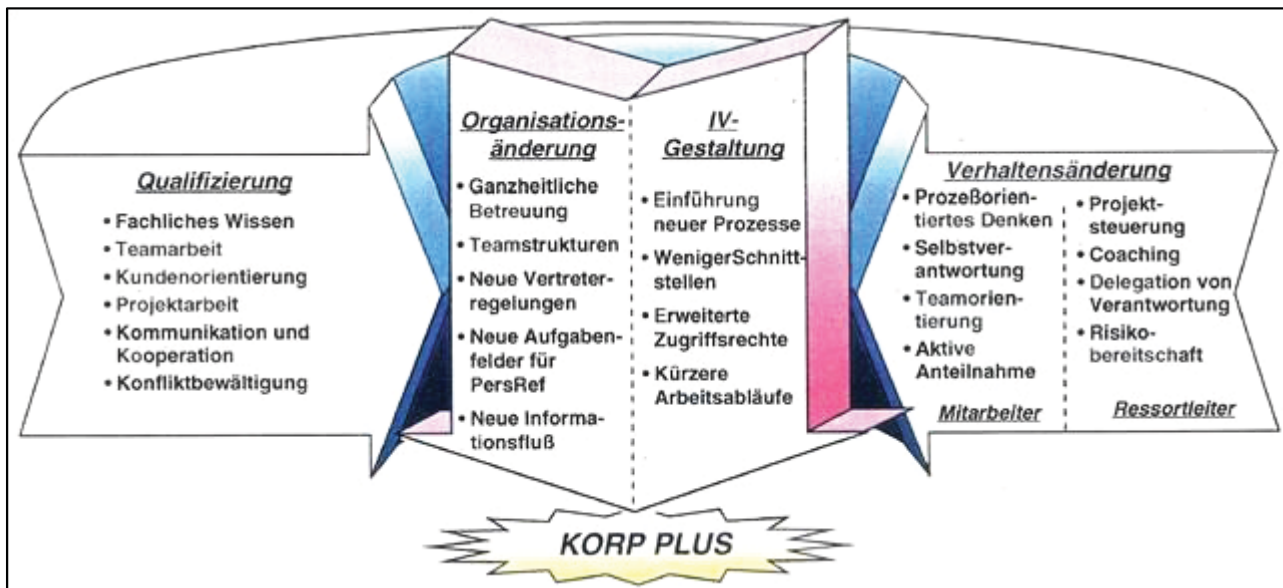 Qualifizierung
• Fachliches Wissen
• Teamarbeit
• Kundenorientierung
• Projektarbeit
• Kommunikation und
Kooperation
• Konfliktbewältigung
Organisations-
änderung
• Ganzheitliche
Betreuung
• Teamstrukturen
• Neue Vertreter-
regelungen
• Neue Aufgaben-
felder für
PersRef
• Neue Informa-
tionsfluß
IV-
Gestaltung
• Einführung
neuer Prozesse
• WenigerSchnitt-
stellen
• Erweiterte
Zugriffsrechte
• Kürzere
Arbeitsabläufe
Verhaltensänderung
• Prozeßorien-
tiertes Denken
• Selbstver-
antwortung
• Teamorien-
tierung
• Aktive
Anteilnahme
Mitarbeiter
• Projekt-
steuerung
• Coaching
• Delegation von
Verantwortung
• Risiko-
bereitschaft
Ressortleiter
KORP PLUS